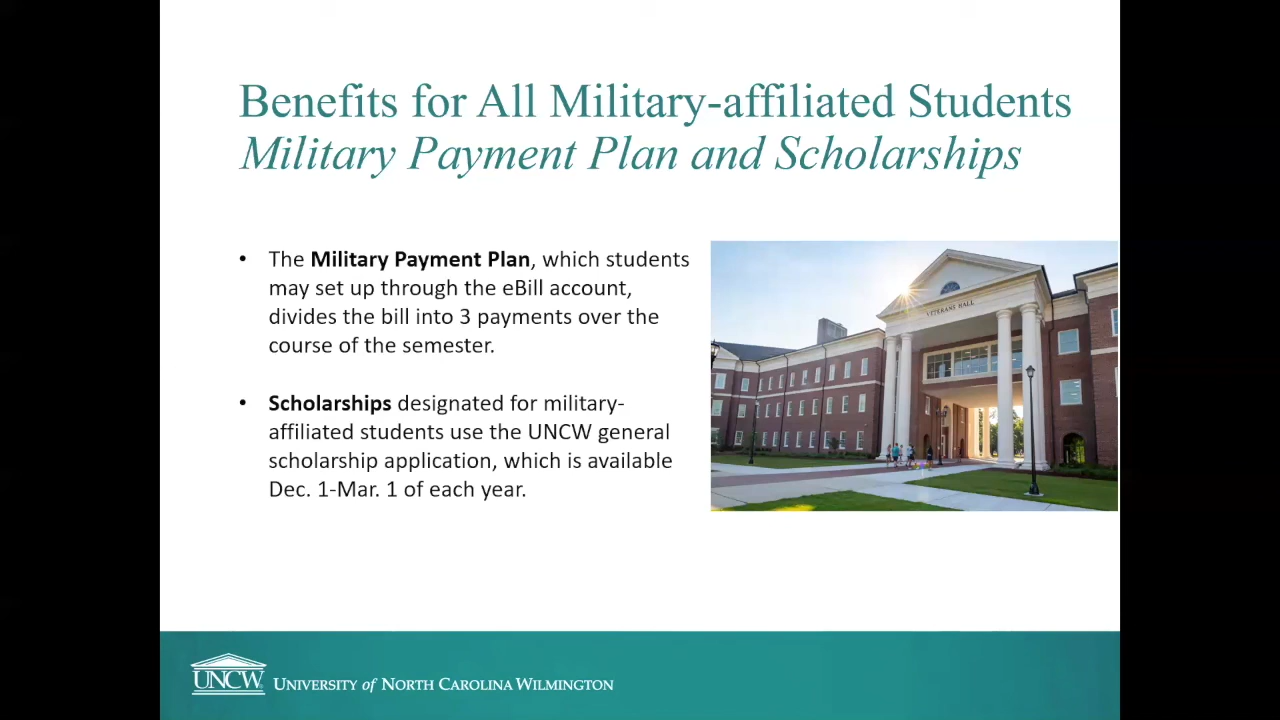 Benefits for All Military-affiliated Students
Military Payment Plan and Scholarships
• The Military Payment Plan, which students
may set up through the eBill account,
divides the bill into 3 payments over the
course of the semester.
• Scholarships designated for military-
affiliated students use the UNCW general
scholarship application, which is available
Dec. 1-Mar. 1 of each year.
VETERANS HALL
UNCW
UNIVERSITY of NORTH CAROLINA WILMINGTON